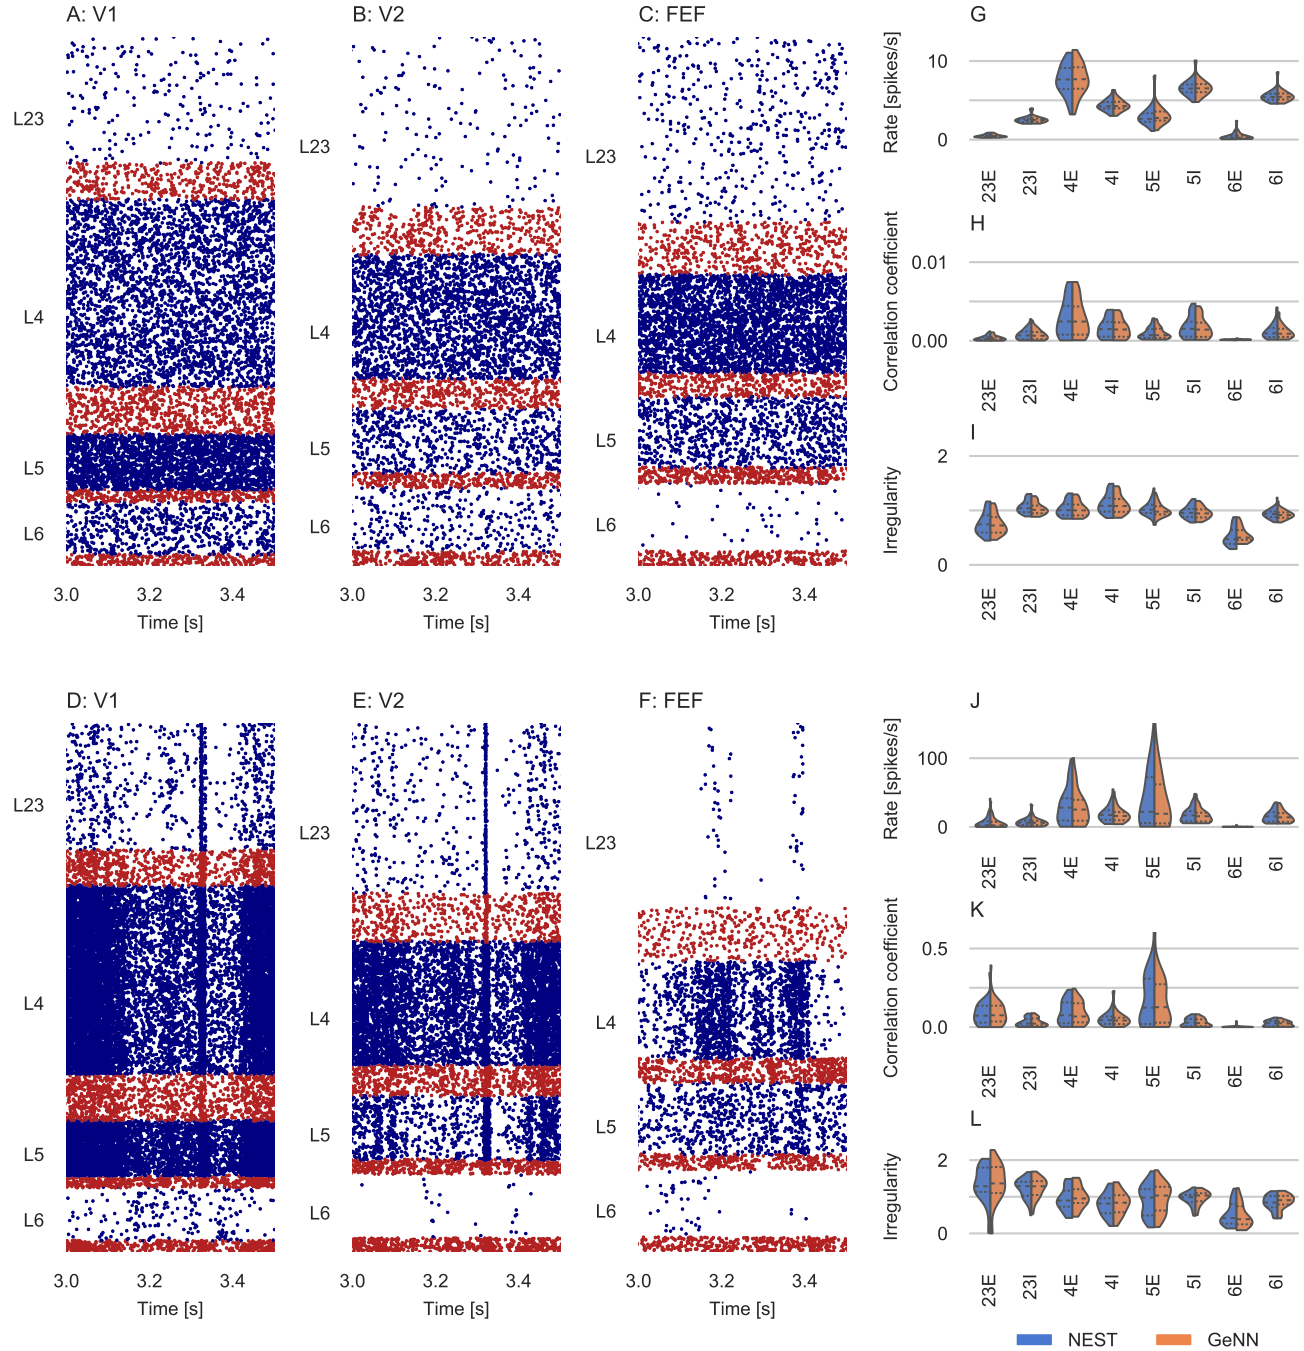 A: V1
B: V2
C: FEF
G
L23
L4
L5
L6
3.0 3.2 3.4
Time [s]
L23
L4
L5
L6
3.0 3.2 3.4
Time [s]
L23
L4
L5
L6
3.0 3.2 3.4
Time [s]
Rate [spikes/s]
10
0
23E 23I 4E 4I 5E 5I 6E 6I
H
Correlation coefficient
0.01
0.00
23E 23I 4E 4I 5E 5I 6E 6I
I
Irregularity
2
0
23E 23I 4E 4I 5E 5I 6E 6I
D: V1
E: V2
F: FEF
J
L23
L4
L5
L6
3.0 3.2 3.4
Time [s]
L23
L4
L5
L6
3.0 3.2 3.4
Time [s]
L23
L4
L5
L6
3.0 3.2 3.4
Time [s]
Rate [spikes/s]
100
0
23E 23I 4E 4I 5E 5I 6E 6I
K
Correlation coefficient
0.5
0.0
23E 23I 4E 4I 5E 5I 6E 6I
L
Irregularity
2
0
23E 23I 4E 4I 5E 5I 6E 6I
NEST GeNN